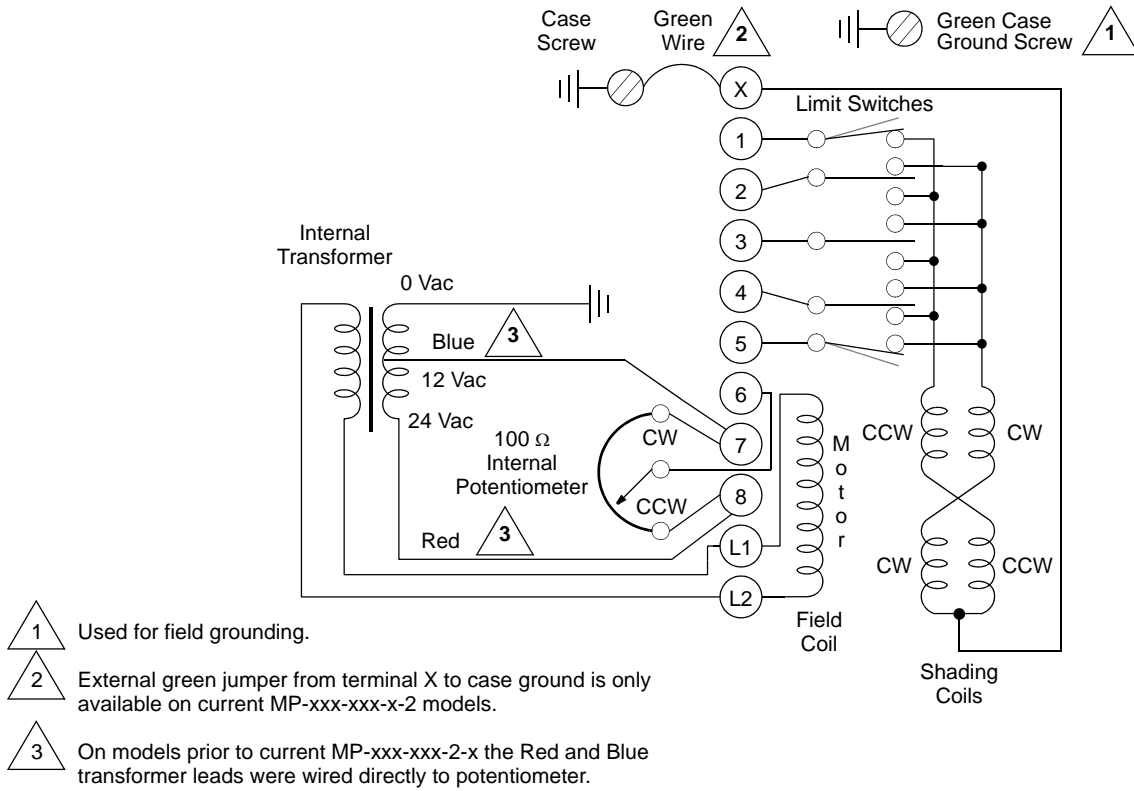 Case
Screw
Green
Wire
2
Green Case
Ground Screw
1
X
Limit Switches
1
2
3
4
5
6
7
8
L1
L2
Internal
Transformer
0 Vac
Blue
3
12 Vac
24 Vac
100 Ω
Internal
Potentiometer
CW
CCW
Red
3
Motor
Field
Coil
CCW
CW
CW
CCW
Shading
Coils
1
Used for field grounding.
2
External green jumper from terminal X to case ground is only
available on current MP-xxx-xxx-x-2 models.
3
On models prior to current MP-xxx-xxx-2-x the Red and Blue
transformer leads were wired directly to potentiometer.